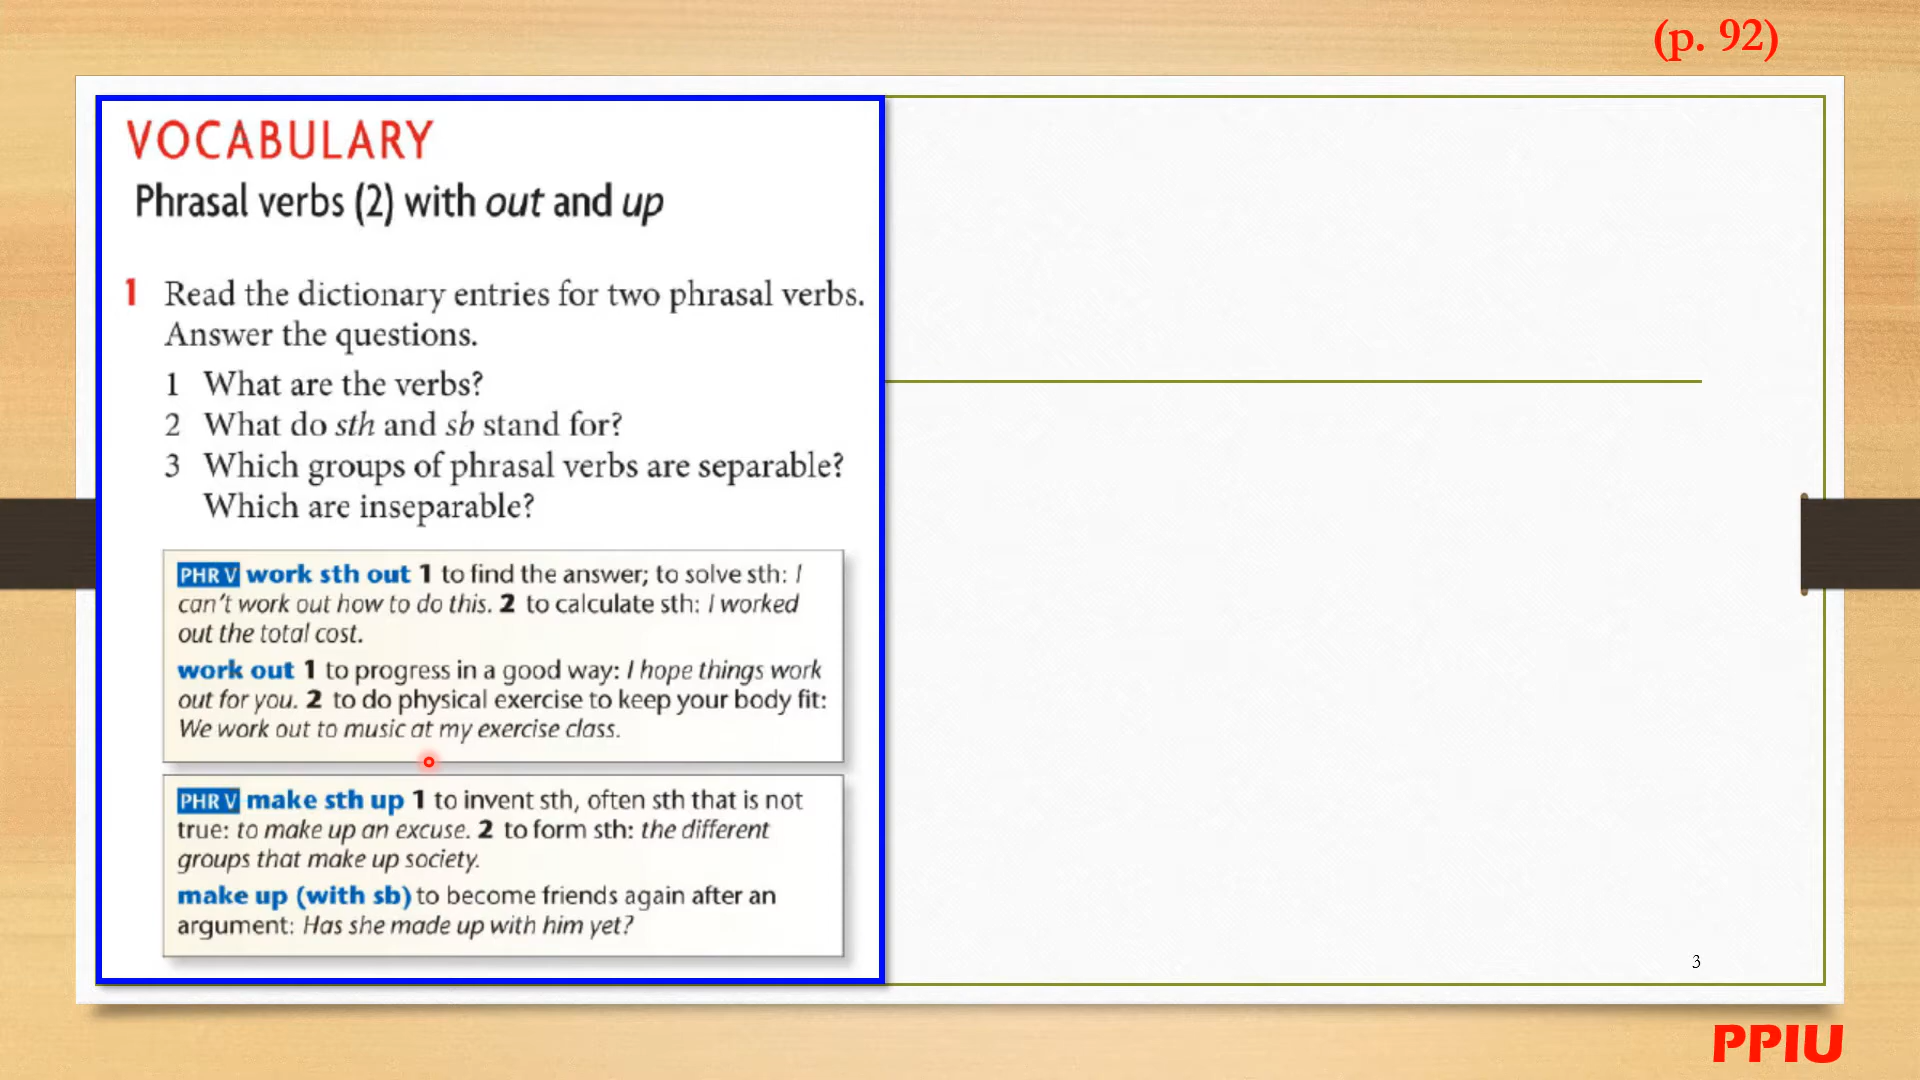 (p. 92)
VOCABULARY
Phrasal verbs (2) with out and up
1 Read the dictionary entries for two phrasal verbs.
Answer the questions.
1 What are the verbs?
2 What do sth and sb stand for?
3 Which groups of phrasal verbs are separable?
Which are inseparable?
PHR V work sth out 1 to find the answer; to solve sth: I
can't work out how to do this. 2 to calculate sth: I worked
out the total cost.
work out 1 to progress in a good way: I hope things work
out for you. 2 to do physical exercise to keep your body fit:
We work out to music at my exercise class.
PHR V make sth up 1 to invent sth, often sth that is not
true: to make up an excuse. 2 to form sth: the different
groups that make up society.
make up (with sb) to become friends again after an
argument: Has she made up with him yet?
3
PPIU